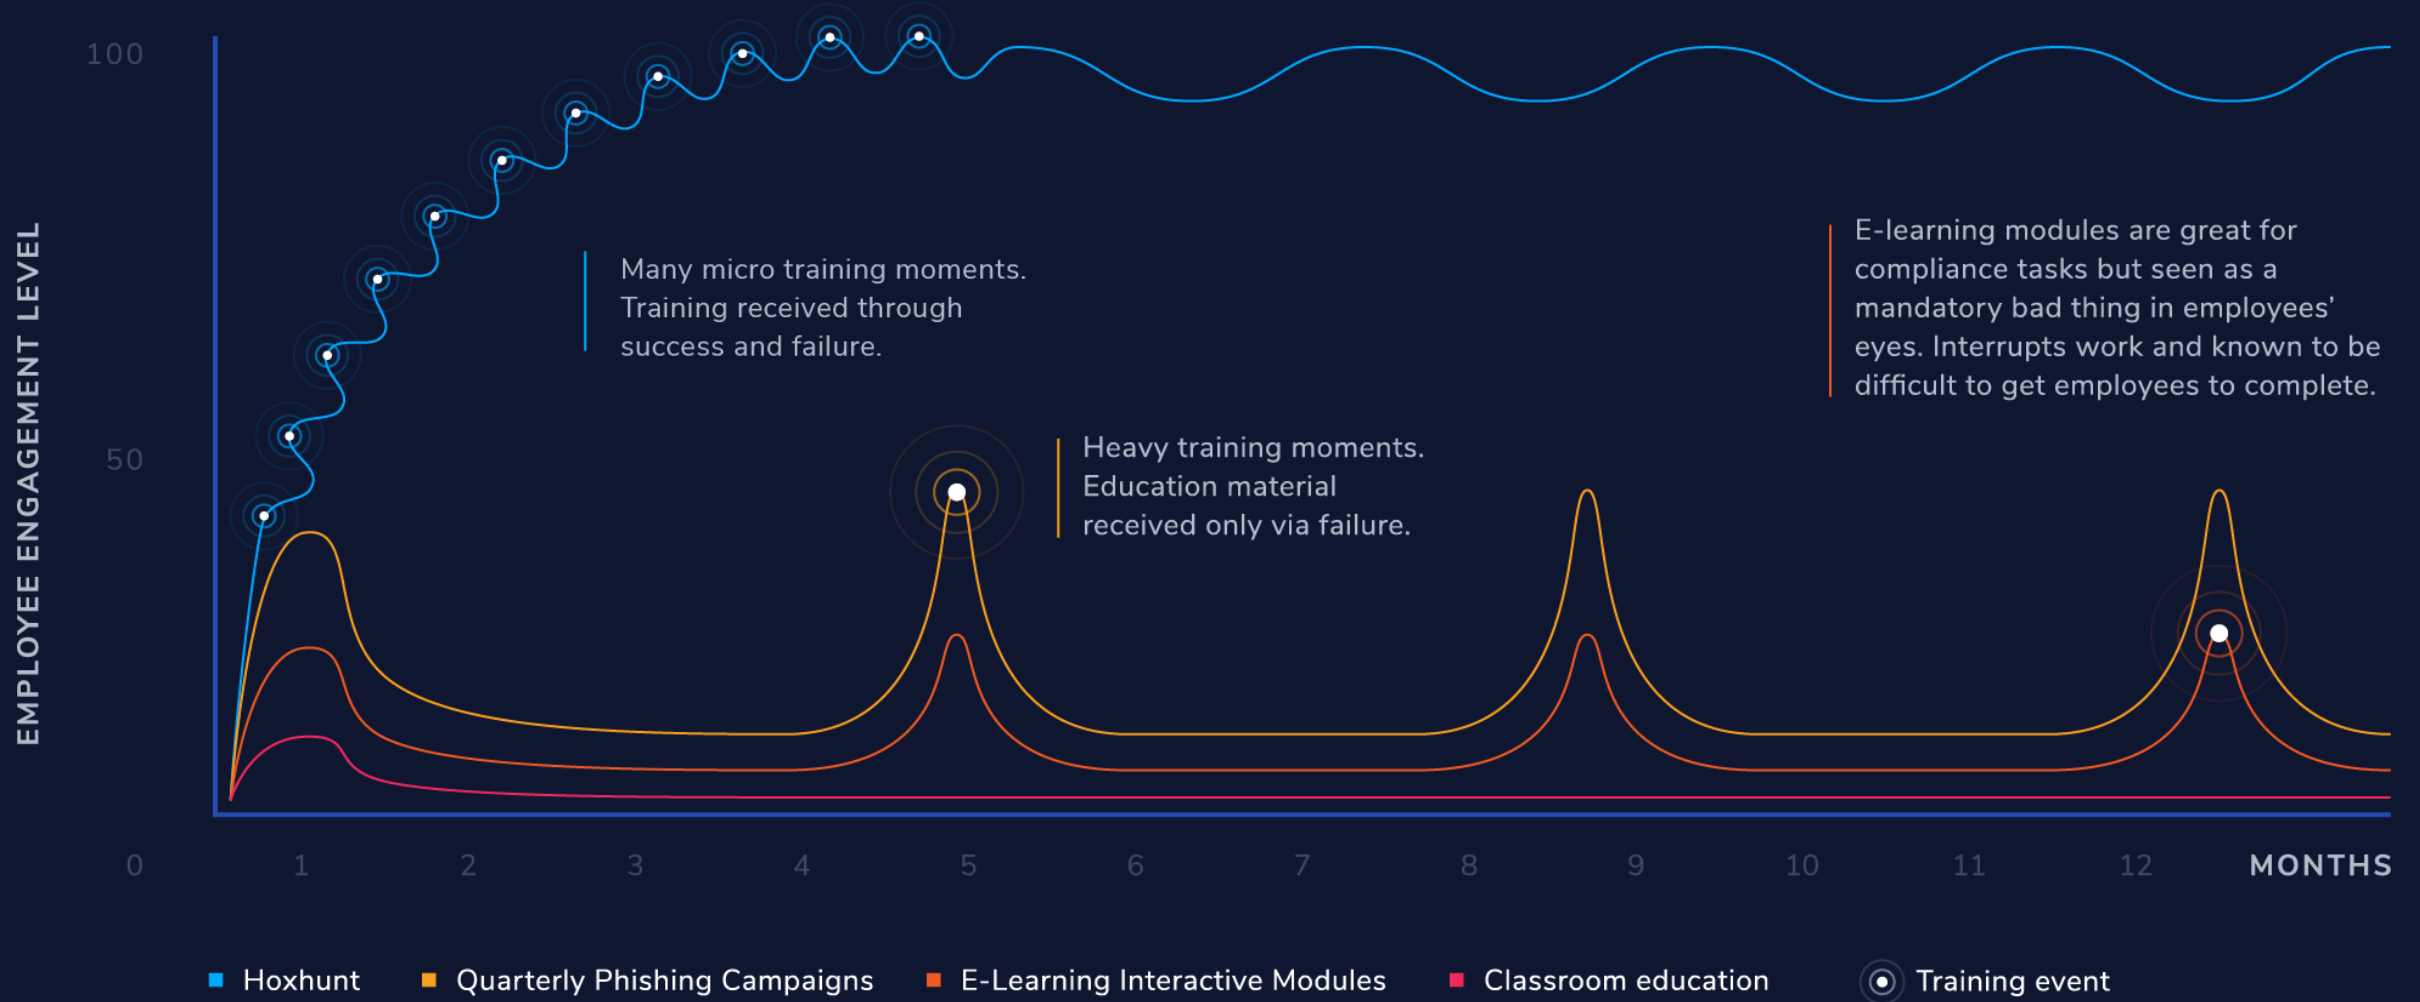 100
50
EMPLOYEE ENGAGEMENT LEVEL
Many micro training moments.
Training received through
success and failure.
Heavy training moments.
Education material
received only via failure.
E-learning modules are great for
compliance tasks but seen as a
mandatory bad thing in employees'
eyes. Interrupts work and known to be
difficult to get employees to complete.
0 1 2 3 4 5 6 7 8 9 10 11 12 MONTHS
Hoxhunt Quarterly Phishing Campaigns E-Learning Interactive Modules Classroom education Training event